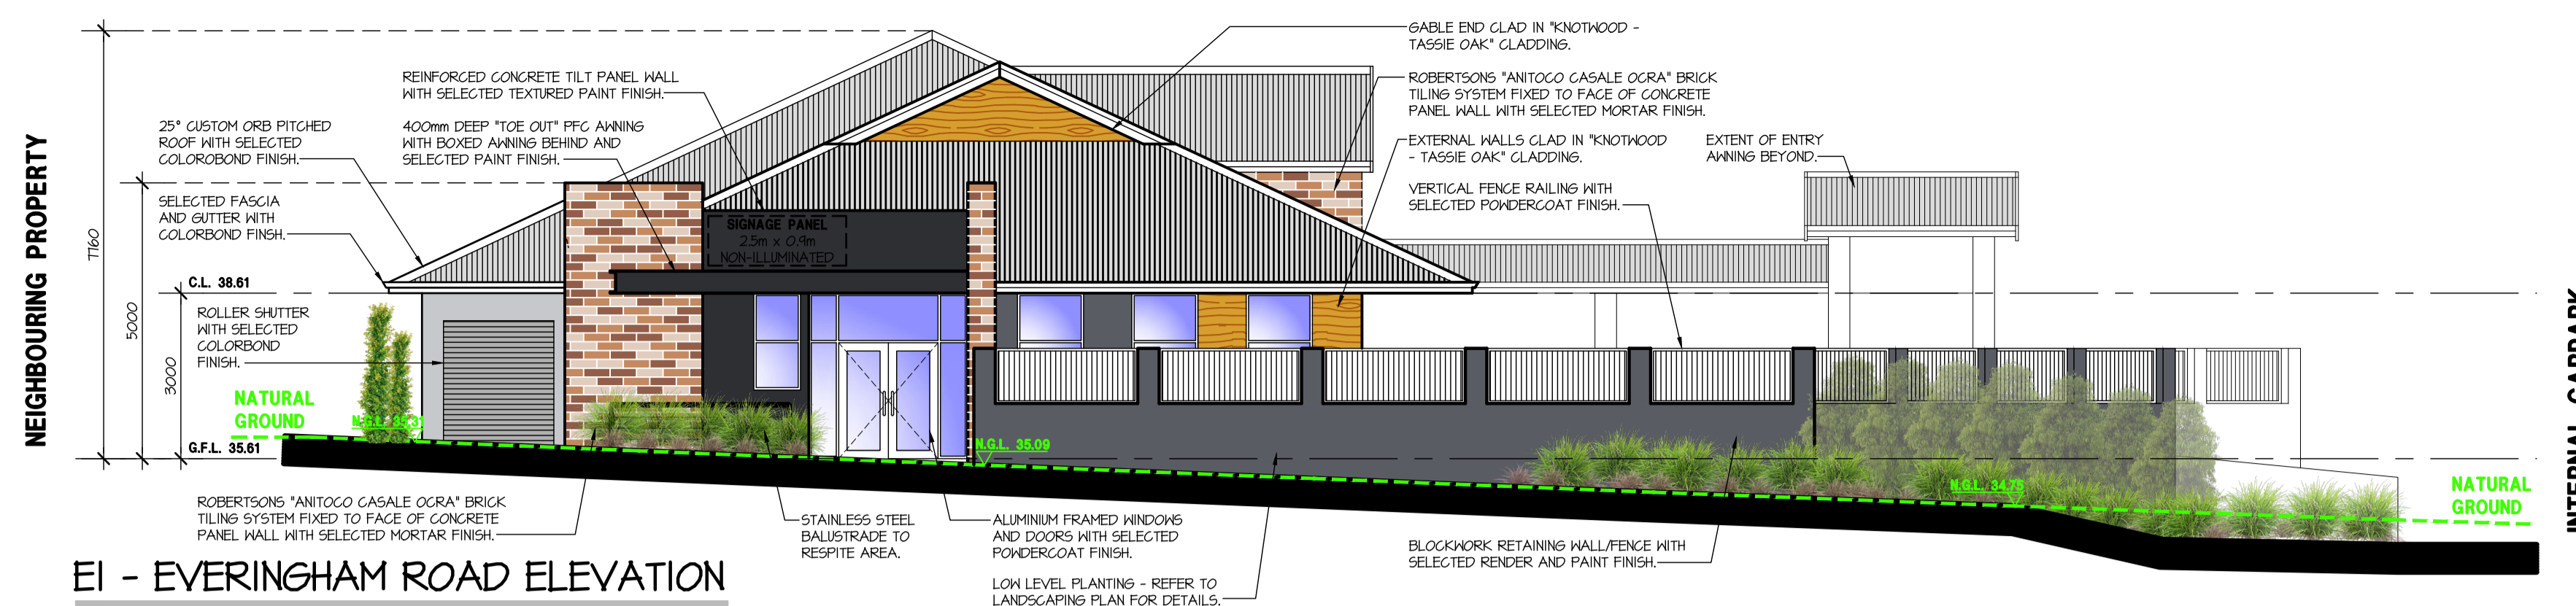 GABLE END CLAD IN "KNOTWOOD -
TASSIE OAK" CLADDING.
REINFORCED CONCRETE TILT PANEL WALL
WITH SELECTED TEXTURED PAINT FINISH.
ROBERTSONS "ANITOCO CASALE OCRA" BRICK
TILING SYSTEM FIXED TO FACE OF CONCRETE
PANEL WALL WITH SELECTED MORTAR FINISH.
25° CUSTOM ORB PITCHED
ROOF WITH SELECTED
COLOROBOND FINISH.
400mm DEEP "TOE OUT" PFC AWNING
WITH BOXED AWNING BEHIND AND
SELECTED PAINT FINISH.
EXTERNAL WALLS CLAD IN "KNOTWOOD
- TASSIE OAK" CLADDING.
EXTENT OF ENTRY
AWNING BEYOND.
NEIGHBOURING PROPERTY
SELECTED FASCIA
AND GUTTER WITH
COLORBOND FINSH.
VERTICAL FENCE RAILING WITH
SELECTED POWDERCOAT FINISH.
SIGNAGE PANEL
2.5m x 0.9m
NON-ILLUMINATED
7760
5000
3000
C.L. 38.61
ROLLER SHUTTER
WITH SELECTED
COLORBOND
FINISH.
NATURAL
GROUND
N.G.L. 35.31
G.F.L. 35.61
N.G.L. 35.09
N.G.L. 34.75
NATURAL
GROUND
INTERNAL CARPARK
ROBERTSONS "ANITOCO CASALE OCRA" BRICK
TILING SYSTEM FIXED TO FACE OF CONCRETE
PANEL WALL WITH SELECTED MORTAR FINISH.
STAINLESS STEEL
BALUSTRADE TO
RESPITE AREA.
ALUMINIUM FRAMED WINDOWS
AND DOORS WITH SELECTED
POWDERCOAT FINISH.
BLOCKWORK RETAINING WALL/FENCE WITH
SELECTED RENDER AND PAINT FINISH.
LOW LEVEL PLANTING - REFER TO
LANDSCAPING PLAN FOR DETAILS.
E1 - EVERINGHAM ROAD ELEVATION